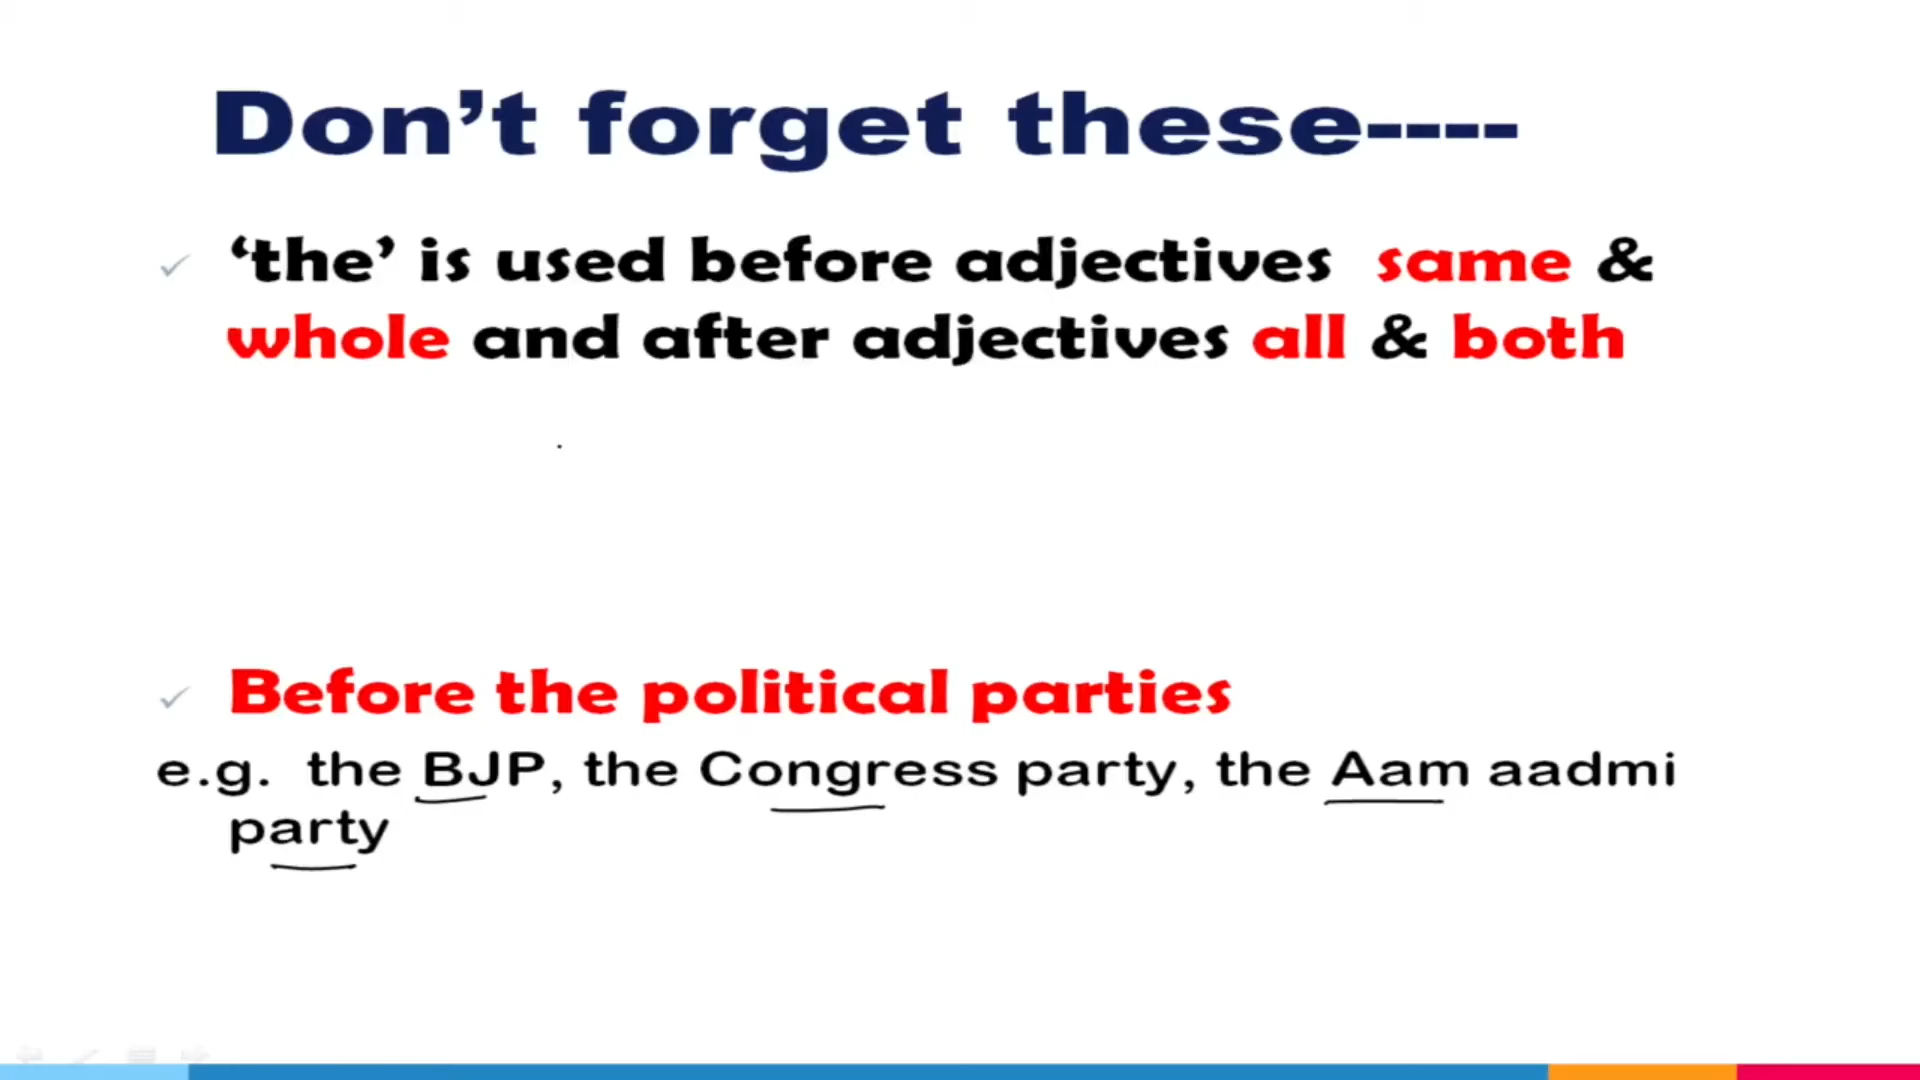 Don’t forget these----
‘the’ is used before adjectives same &
whole and after adjectives all & both
Before the political parties
e.g. the BJP, the Congress party, the Aam aadmi
party